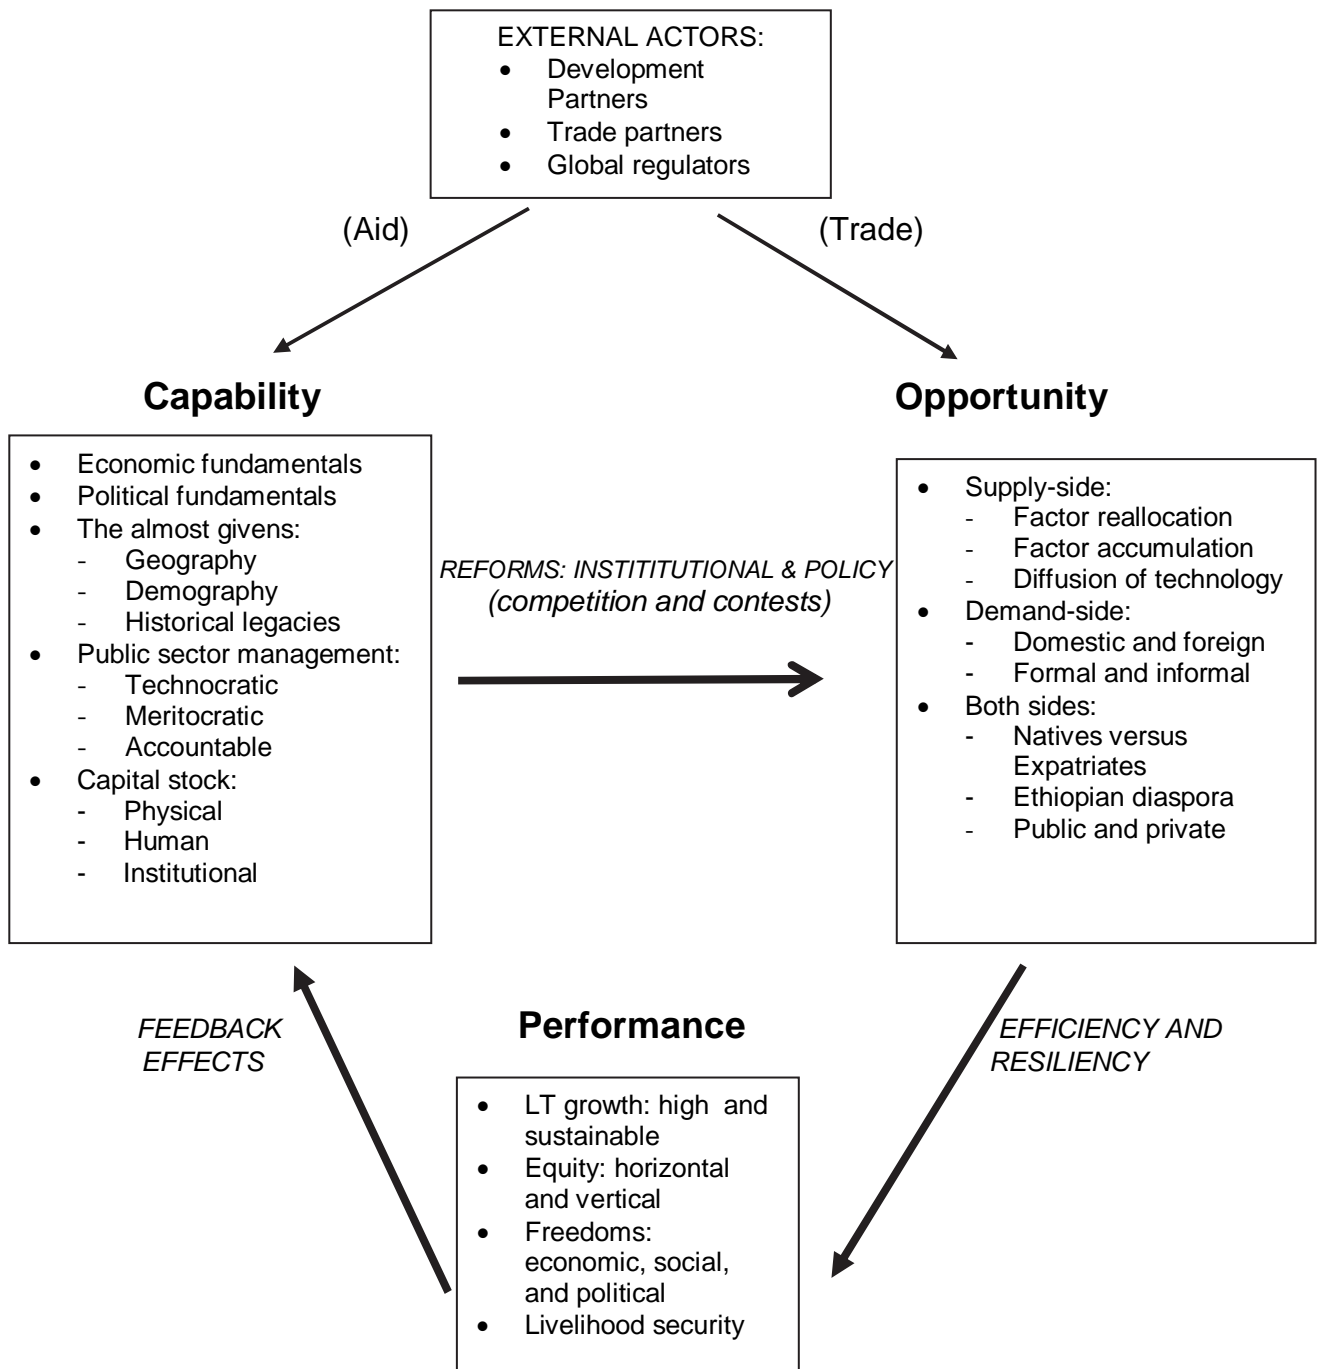 EXTERNAL ACTORS:
• Development
Partners
• Trade partners
• Global regulators
(Aid)
(Trade)
Capability
• Economic fundamentals
• Political fundamentals
• The almost givens:
- Geography
- Demography
- Historical legacies
• Public sector management:
- Technocratic
- Meritocratic
- Accountable
• Capital stock:
- Physical
- Human
- Institutional
REFORMS: INSTITITUTIONAL & POLICY
(competition and contests)
Opportunity
• Supply-side:
- Factor reallocation
- Factor accumulation
- Diffusion of technology
• Demand-side:
- Domestic and foreign
- Formal and informal
• Both sides:
- Natives versus
Expatriates
- Ethiopian diaspora
- Public and private
FEEDBACK
EFFECTS
Performance
• LT growth: high and
sustainable
• Equity: horizontal
and vertical
• Freedoms:
economic, social,
and political
• Livelihood security
EFFICIENCY AND
RESILIENCY